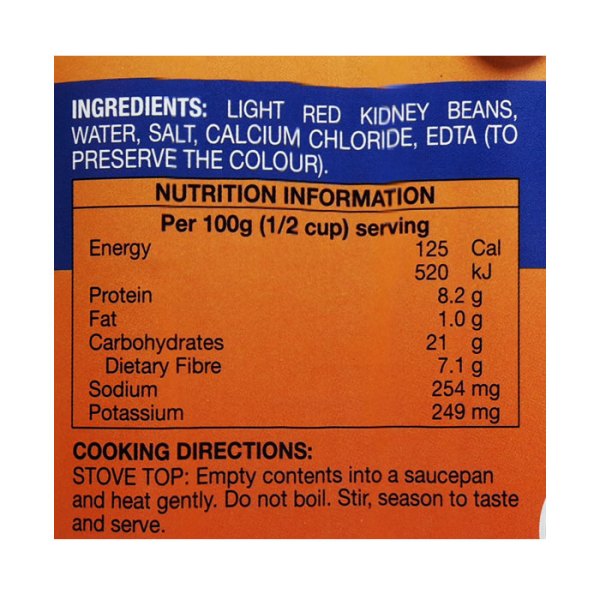 INGREDIENTS: LIGHT RED KIDNEY BEANS,
WATER, SALT, CALCIUM CHLORIDE, EDTA (TO
PRESERVE THE COLOUR).
NUTRITION INFORMATION
Per 100g (1/2 cup) serving
Energy 125 Cal
520 kJ
Protein 8.2 g
Fat 1.0 g
Carbohydrates 21 g
Dietary Fibre 7.1 g
Sodium 254 mg
Potassium 249 mg
COOKING DIRECTIONS:
STOVE TOP: Empty contents into a saucepan
and heat gently. Do not boil. Stir, season to taste
and serve.